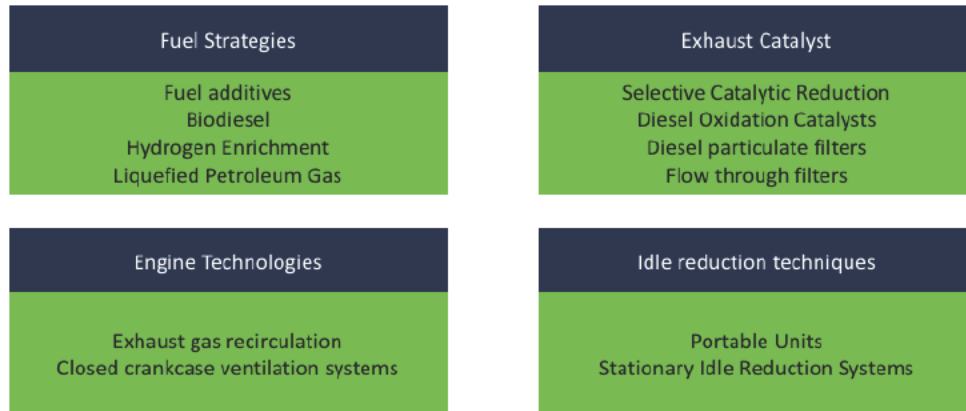 Fuel Strategies
Fuel additives
Biodiesel
Hydrogen Enrichment
Liquefied Petroleum Gas
Exhaust Catalyst
Selective Catalytic Reduction
Diesel Oxidation Catalysts
Diesel particulate filters
Flow through filters
Engine Technologies
Exhaust gas recirculation
Closed crankcase ventilation systems
Idle reduction techniques
Portable Units
Stationary Idle Reduction Systems